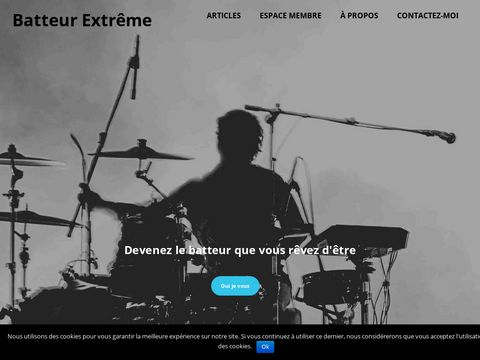 Batteur Extrême
ARTICLES ESPACE MEMBRE À PROPOS CONTACTEZ-MOI
Devenez le batteur que vous rêvez d'être
Oui je veux
Nous utilisons des cookies pour vous garantir la meilleure expérience sur notre site. Si vous continuez à utiliser ce dernier, nous considérerons que vous acceptez l'utilisati
des cookies. Ok